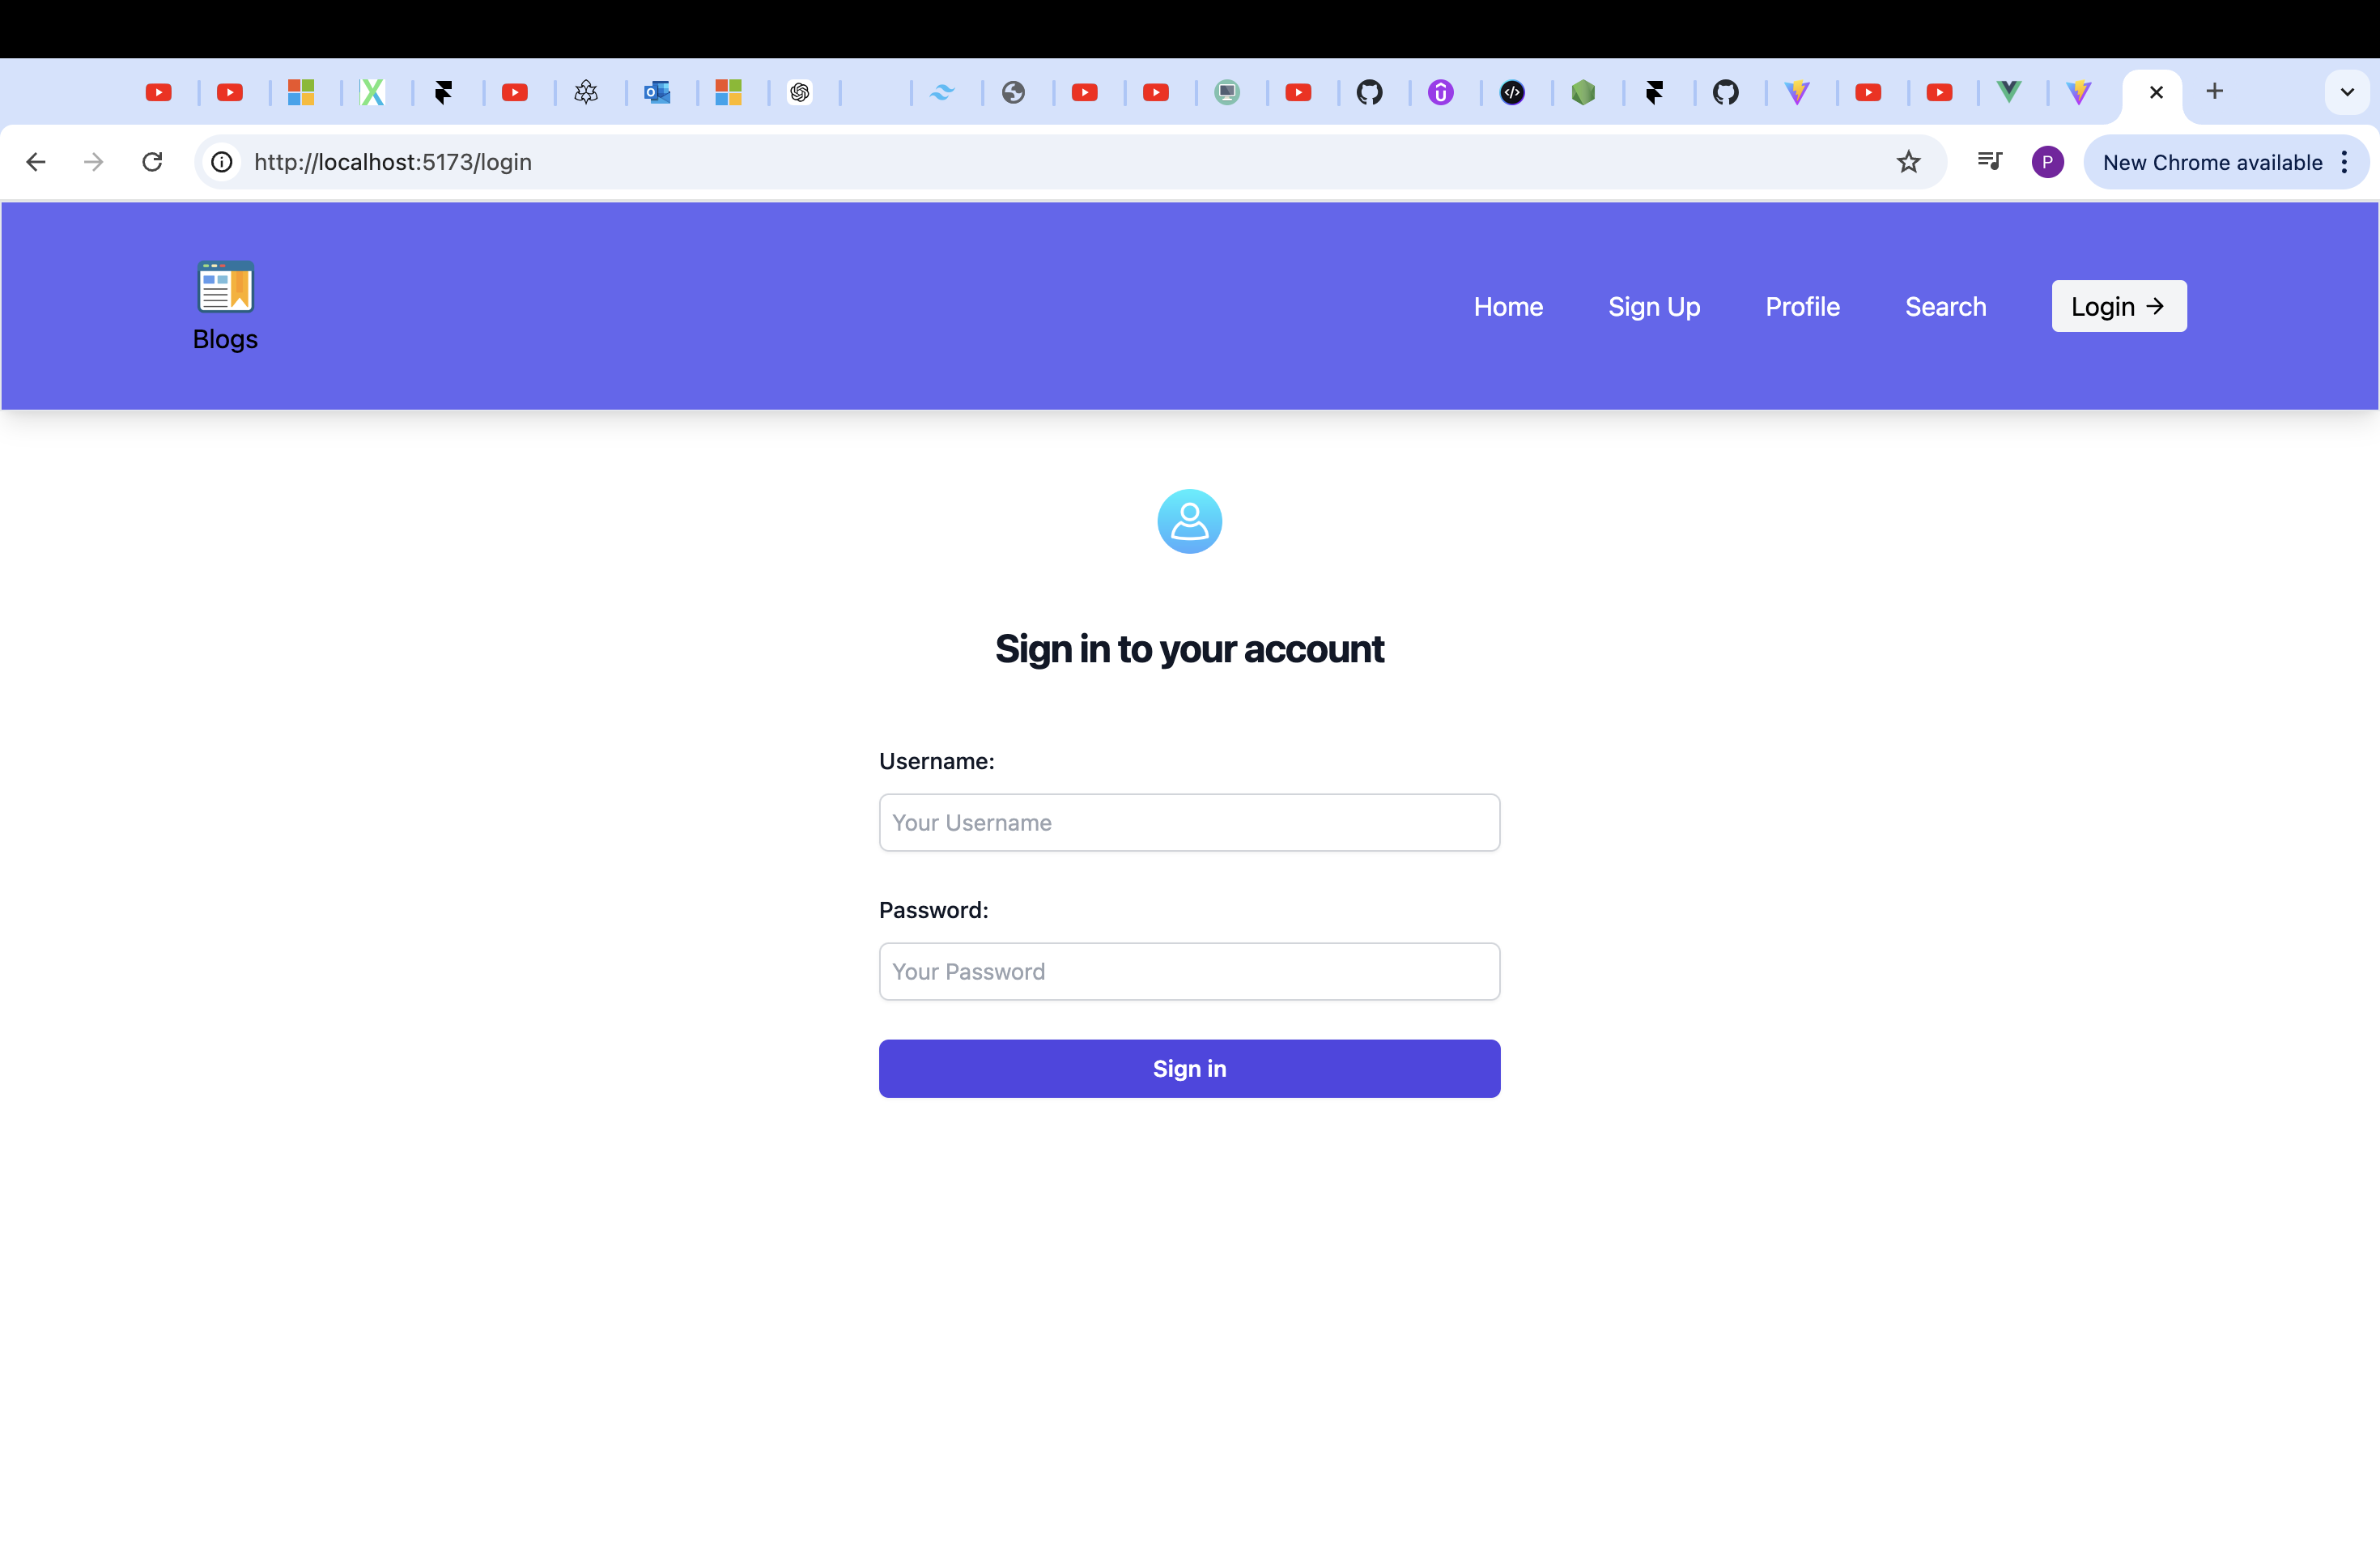 http://localhost:5173/login
P
New Chrome available
Blogs
Home
Sign Up
Profile
Search
Login →
Sign in to your account
Username:
Your Username
Password:
Your Password
Sign in